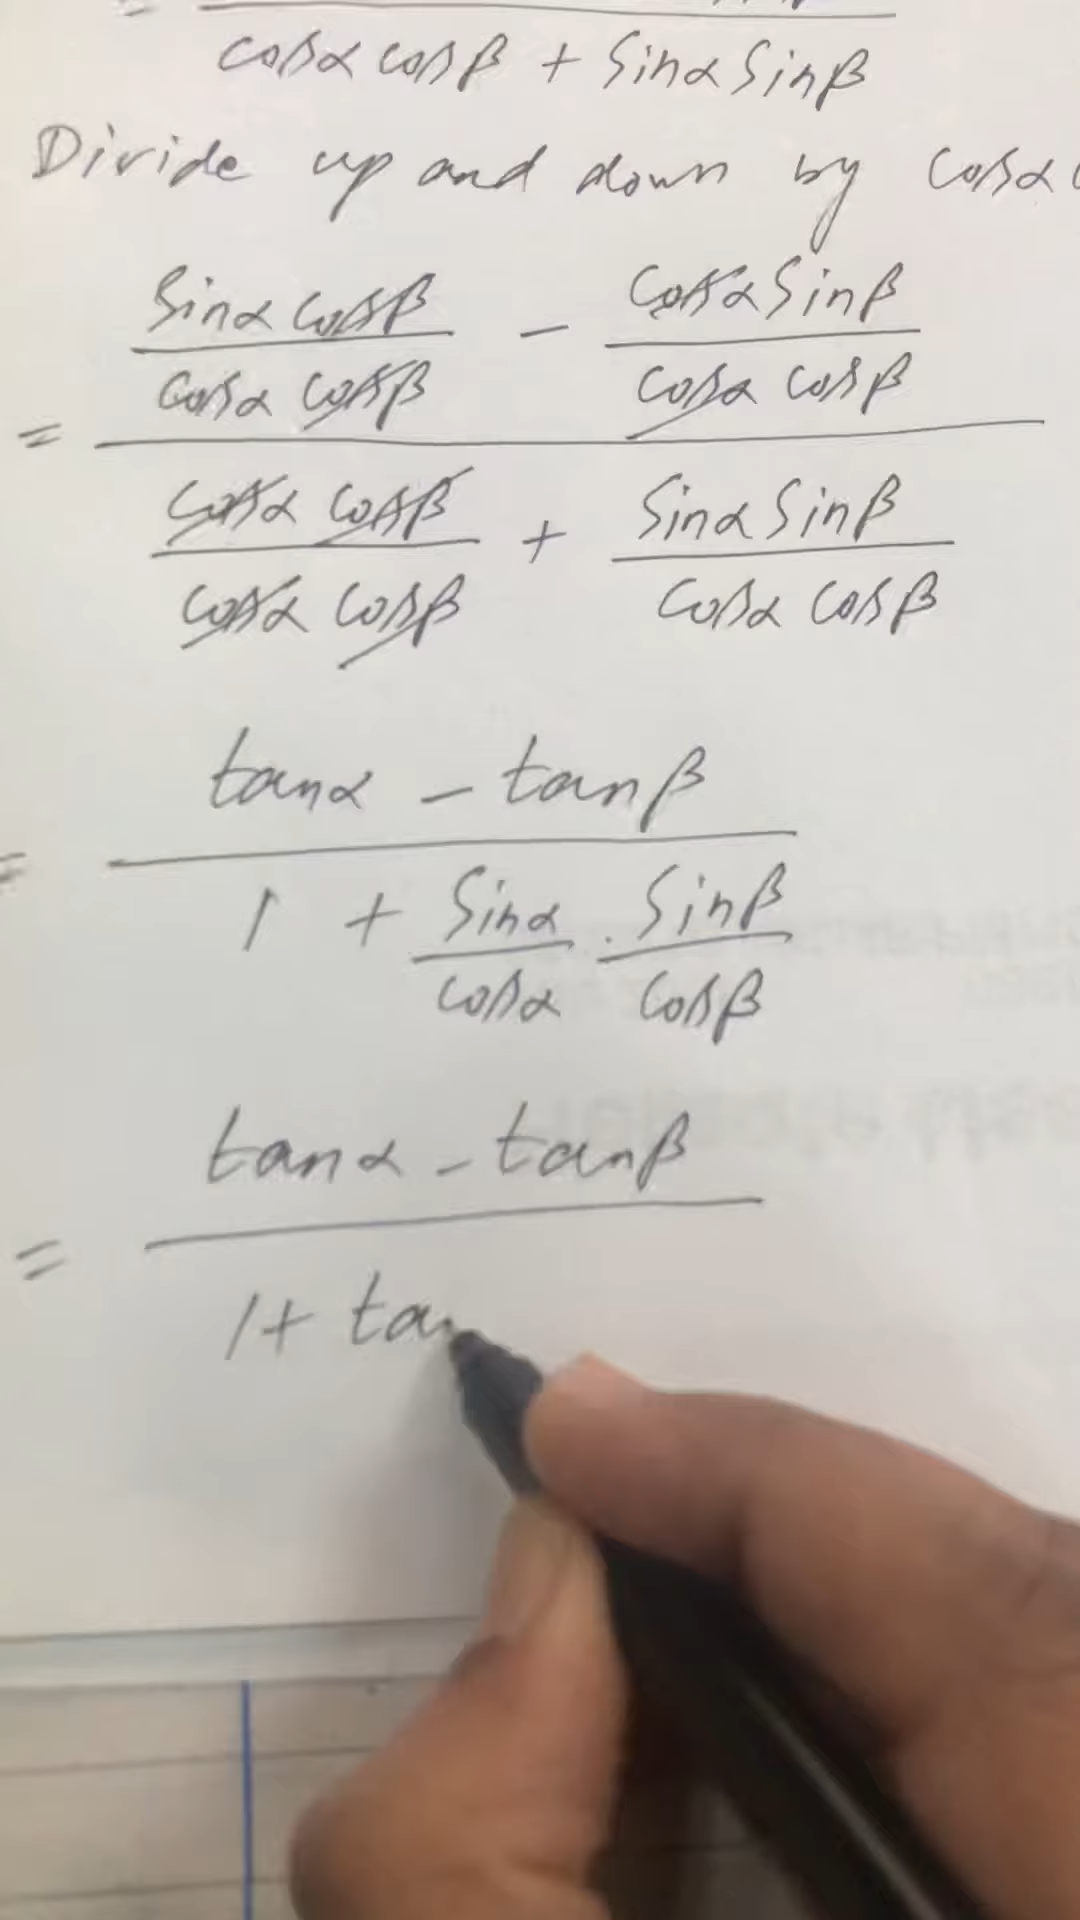 =
cosα cosβ + Sinα Sinβ
Divide up and down by cosα
Sinα cosβ / cosα cosβ - cosα Sinβ / cosα cosβ
=
cosα cosβ / cosα cosβ + Sinα Sinβ / cosα cosβ
tanα - tanβ
=
1 + Sinα / cosα . Sinβ / cosβ
tanα - tanβ
=
1 + tan